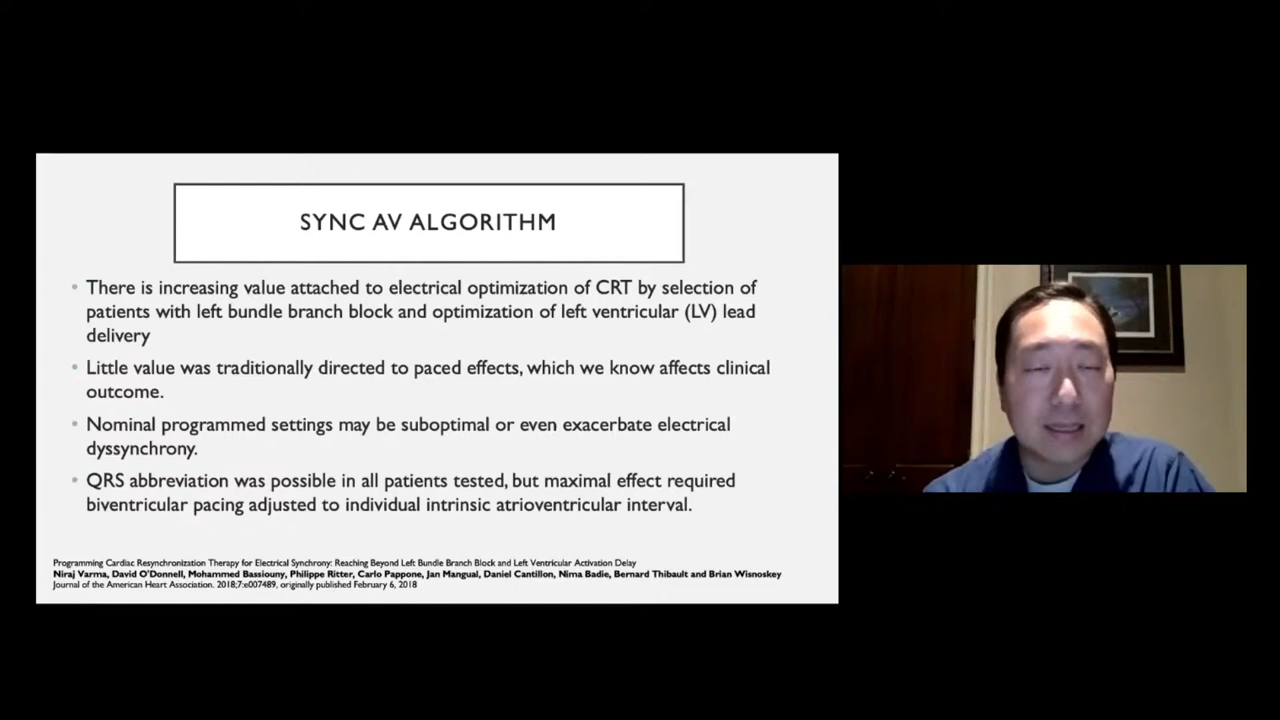 SYNC AV ALGORITHM
• There is increasing value attached to electrical optimization of CRT by selection of
patients with left bundle branch block and optimization of left ventricular (LV) lead
delivery
• Little value was traditionally directed to paced effects, which we know affects clinical
outcome.
• Nominal programmed settings may be suboptimal or even exacerbate electrical
dyssynchrony.
• QRS abbreviation was possible in all patients tested, but maximal effect required
biventricular pacing adjusted to individual intrinsic atrioventricular interval.
Programming Cardiac Resynchronization Therapy for Electrical Synchrony: Reaching Beyond Left Bundle Branch Block and Left Ventricular Activation Delay
Niraj Varma, David O'Donnell, Mohammed Bassiouny, Philippe Ritter, Carlo Pappone, Jan Mangual, Daniel Cantillon, Nima Badie, Bernard Thibault and Brian Wisnoskey
Journal of the American Heart Association. 2018;7:e007489, originally published February 6, 2018